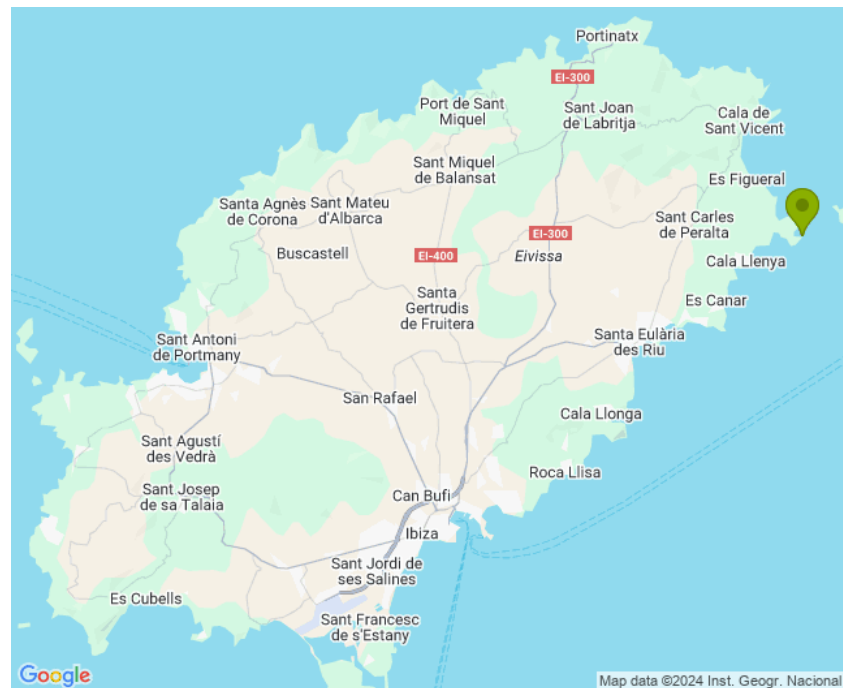 Portinatx
EI-300
Port de Sant
Miquel
Sant Joan
de Labritja
Cala de
Sant Vicent
Sant Miquel
de Balansat
Es Figueral
Santa Agnès
de Corona
Sant Mateu
d'Albarca
Sant Carles
de Peralta
EI-300
Buscastell
EI-400
Eivissa
Cala Llenya
Santa
Gertrudis
de Fruitera
Es Canar
Sant Antoni
de Portmany
Santa Eulària
des Riu
San Rafael
Cala Llonga
Sant Agustí
des Vedrà
Roca Llisa
Sant Josep
de sa Talaia
Can Bufi
Ibiza
Sant Jordi de
ses Salines
Es Cubells
Sant Francesc
de s'Estany
Google
Map data ©2024 Inst. Geogr. Nacional